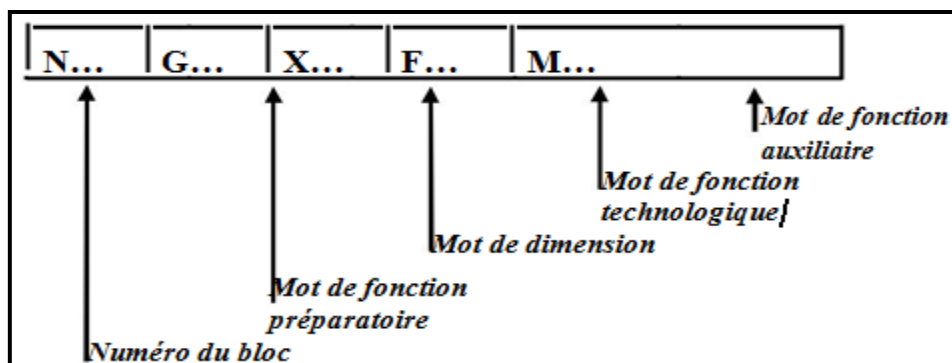 N... G... X... F... M...
Mot de fonction
auxiliaire
Mot de fonction
technologique
Mot de dimension
Mot de fonction
préparatoire
Numéro du bloc